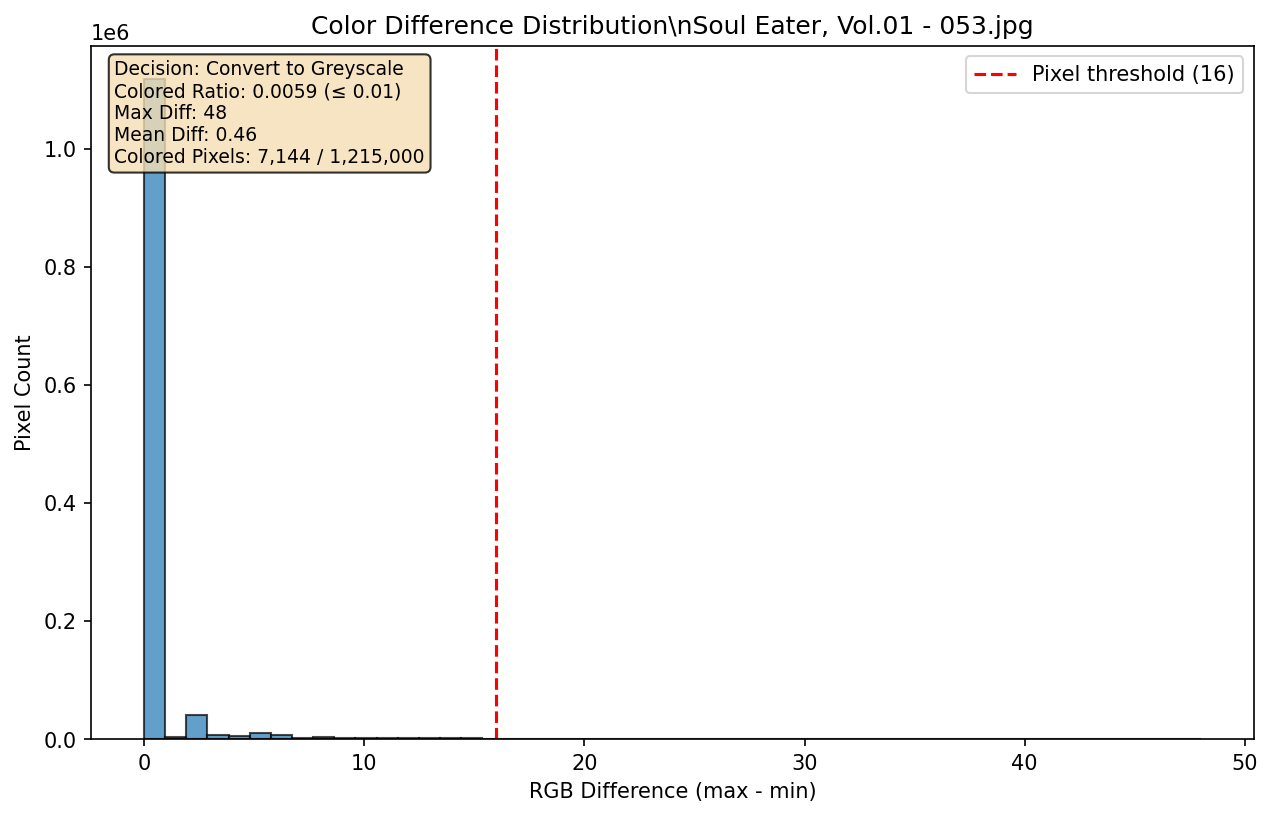 Color Difference Distribution\nSoul Eater, Vol.01 - 053.jpg
1e6
Decision: Convert to Greyscale
Colored Ratio: 0.0059 (≤ 0.01)
Max Diff: 48
Mean Diff: 0.46
Colored Pixels: 7,144 / 1,215,000
Pixel threshold (16)
1.0
0.8
0.6
0.4
0.2
0.0
Pixel Count
0 10 20 30 40 50
RGB Difference (max - min)